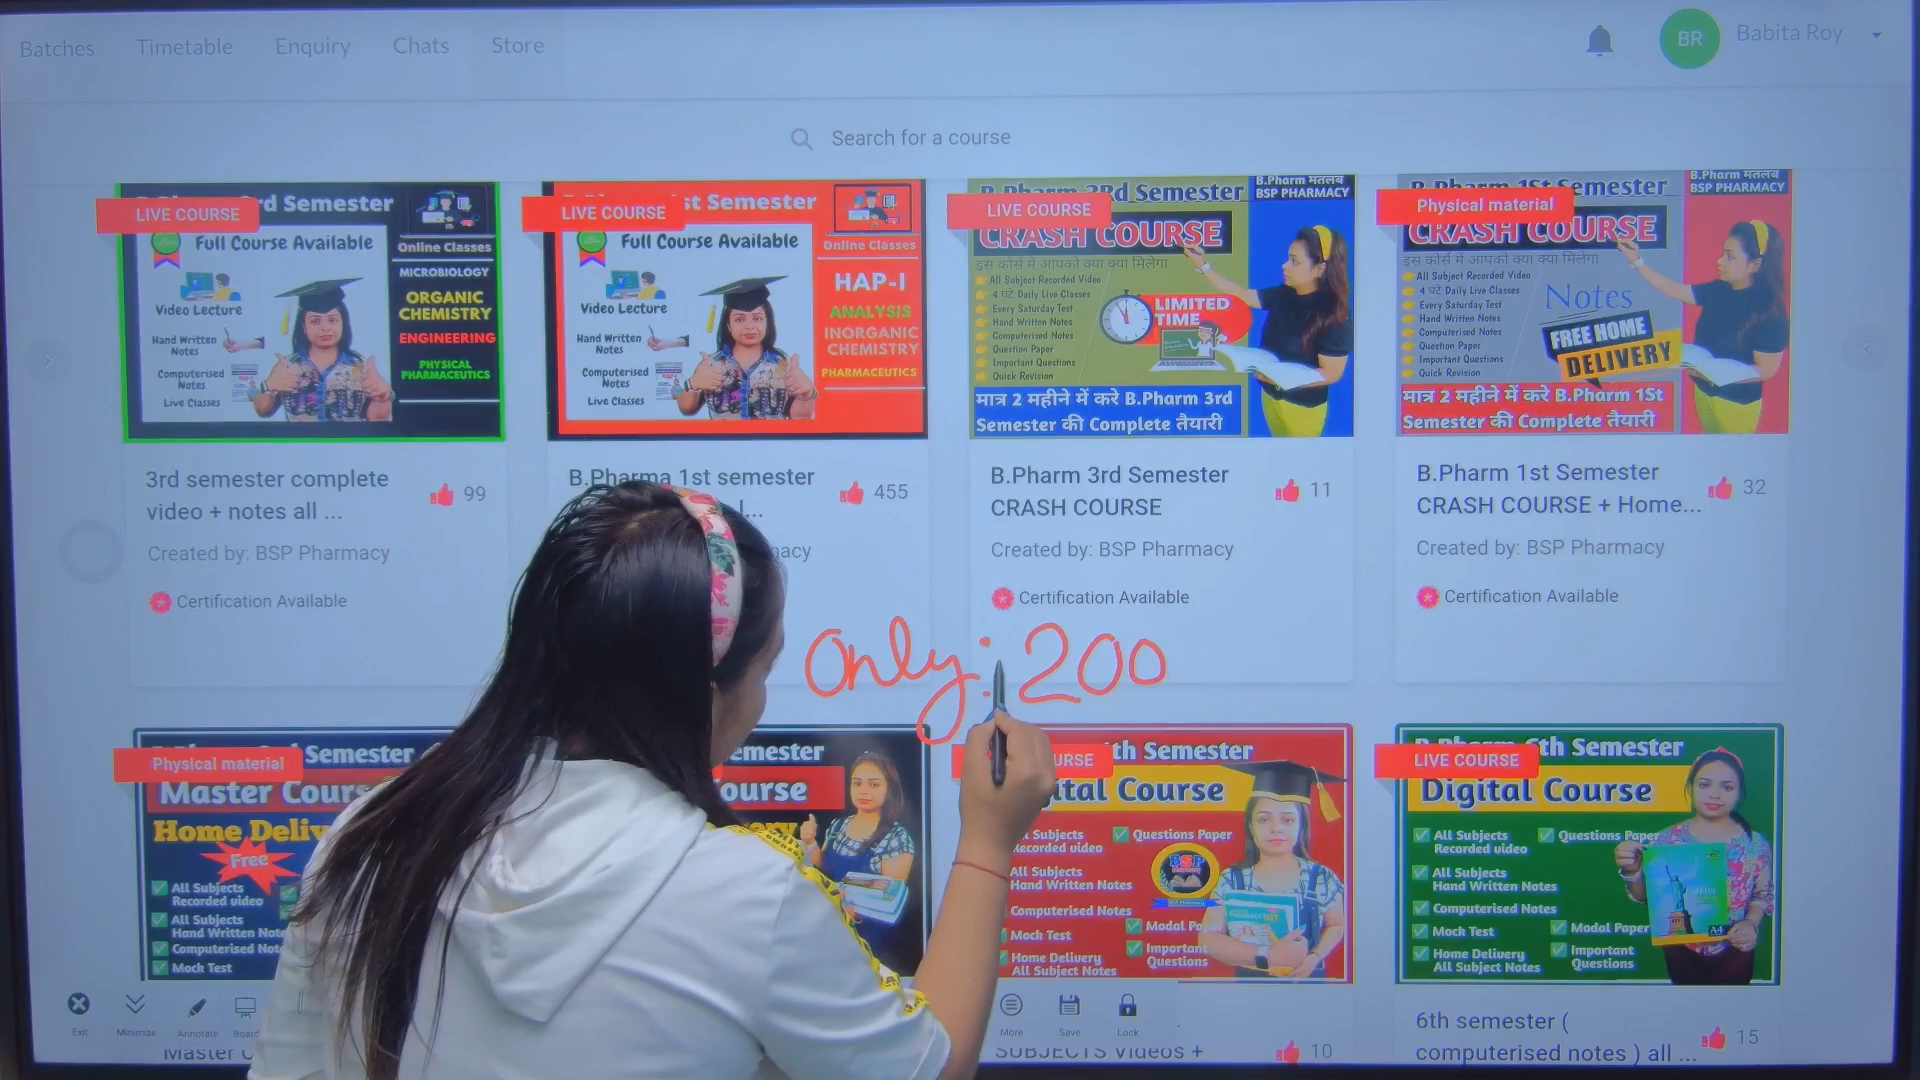 Batches Timetable Enquiry Chats Store
BR Babita Roy
Search for a course
LIVE COURSE
rd Semester
Full Course Available
Video Lecture
Hand Written
Notes
Computerised
Notes
Live Classes
Online Classes
MICROBIOLOGY
ORGANIC
CHEMISTRY
ENGINEERING
PHYSICAL
PHARMACEUTICS
3rd semester complete
video + notes all ...
99
Created by: BSP Pharmacy
Certification Available
LIVE COURSE
st Semester
Full Course Available
Video Lecture
Hand Written
Notes
Computerised
Notes
Live Classes
Online Classes
HAP-I
ANALYSIS
INORGANIC
CHEMISTRY
PHARMACEUTICS
B.Pharma 1st semester
455
LIVE COURSE
B.Pharm 3Rd Semester
B.Pharm मतलब
BSP PHARMACY
CRASH COURSE
इस कोर्स में आपको क्या क्या मिलेगा
All Subject Recorded Video
4 घंटे Daily Live Classes
Every Saturday Test
Hand Written Notes
Computerised Notes
Question Paper
Important Questions
Quick Revision
LIMITED
TIME
मात्र 2 महीने में करे B.Pharm 3rd
Semester की Complete तैयारी
B.Pharm 3rd Semester
CRASH COURSE
11
Created by: BSP Pharmacy
Certification Available
Physical material
B.Pharm 1St Semester
B.Pharm मतलब
BSP PHARMACY
CRASH COURSE
इस कोर्स में आपको क्या क्या मिलेगा
All Subject Recorded Video
4 घंटे Daily Live Classes
Every Saturday Test
Hand Written Notes
Computerised Notes
Question Paper
Important Questions
Quick Revision
Notes
FREE HOME
DELIVERY
मात्र 2 महीने में करे B.Pharm 1St
Semester की Complete तैयारी
B.Pharm 1st Semester
CRASH COURSE + Home...
32
Created by: BSP Pharmacy
Certification Available
Only: 200
Physical material
rd Semester
Master Cours
Home Deliv
Free
All Subjects
Recorded video
All Subjects
Hand Written Note
Computerised Not
Mock Test
emester
ourse
URSE
th Semester
ital Course
Subjects
Recorded video
All Subjects
Hand Written Notes
Computerised Notes
Mock Test
Home Delivery
All Subject Notes
Questions Paper
BSP
Modal Pa
Important
Questions
SUBJECTS Videos +
10
LIVE COURSE
B.Pharm 6th Semester
Digital Course
All Subjects
Recorded video
All Subjects
Hand Written Notes
Computerised Notes
Mock Test
Home Delivery
All Subject Notes
Questions Paper
Modal Paper
Important
Questions
A4
6th semester (
computerised notes ) all ...
15
Exit Minimize Annotate Board More Save Lock